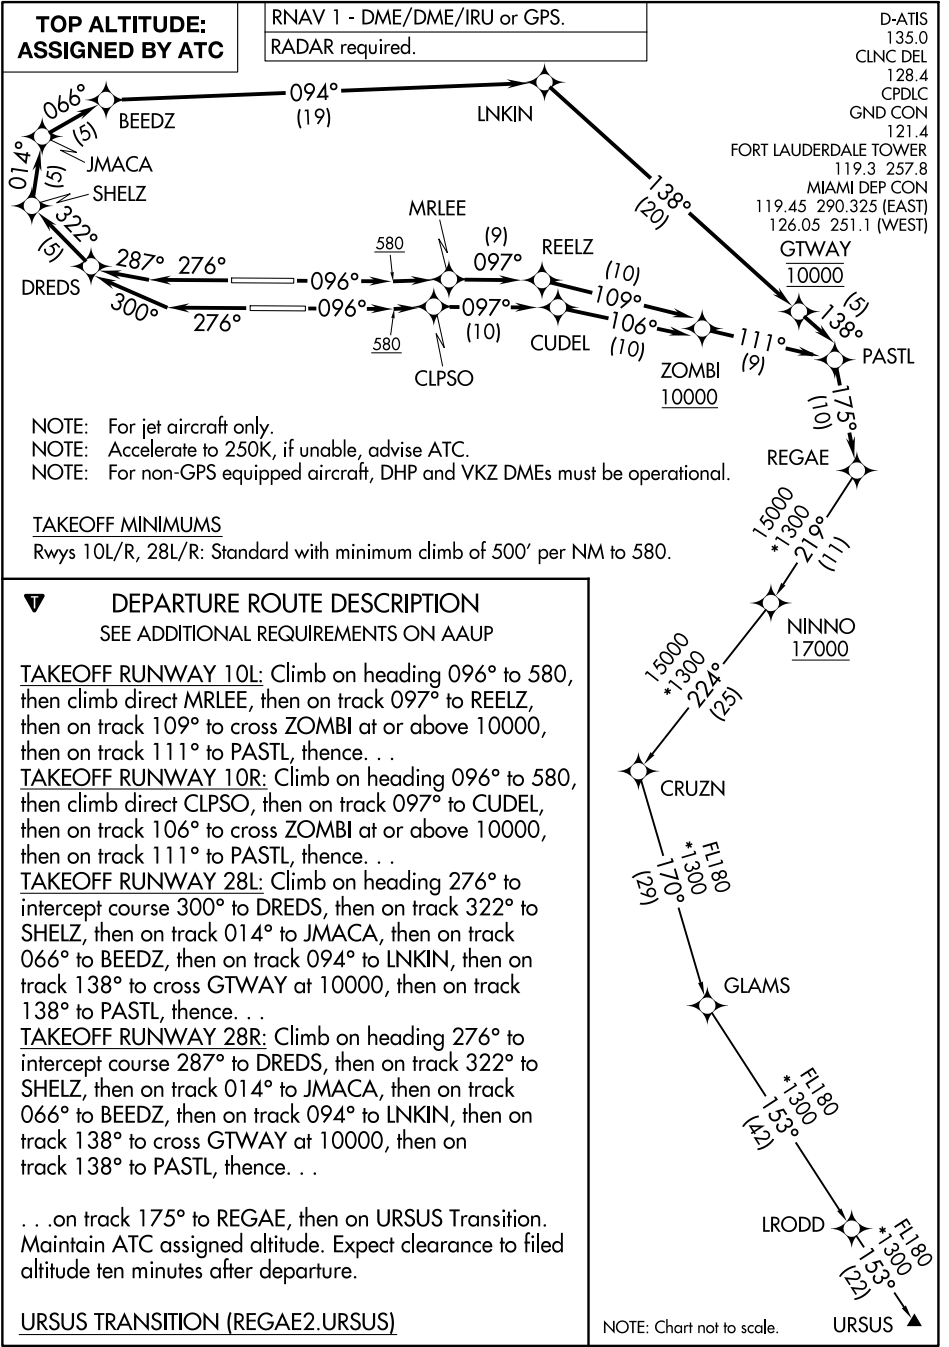 TOP ALTITUDE:
ASSIGNED BY ATC
RNAV 1 - DME/DME/IRU or GPS.
RADAR required.
D-ATIS
135.0
CLNC DEL
128.4
CPDLC
GND CON
121.4
FORT LAUDERDALE TOWER
119.3 257.8
MIAMI DEP CON
119.45 290.325 (EAST)
126.05 251.1 (WEST)
066°
(5)
BEEDZ
094°
(19)
LNKIN
014°
(5)
JMACA
SHELZ
138°
(20)
322°
(5)
DREDS
287°
276°
096°
580
MRLEE
(9)
097°
REELZ
(10)
109°
GTWAY
10000
(5)
138°
300°
276°
096°
580
CLPSO
097°
(10)
CUDEL
106°
(10)
ZOMBI
10000
111°
(9)
PASTL
175°
(10)
REGAE
NOTE: For jet aircraft only.
NOTE: Accelerate to 250K, if unable, advise ATC.
NOTE: For non-GPS equipped aircraft, DHP and VKZ DMEs must be operational.
TAKEOFF MINIMUMS
Rwys 10L/R, 28L/R: Standard with minimum climb of 500’ per NM to 580.
15000
*1300
219°
(11)
NINNO
17000
15000
*1300
224°
(25)
CRUZN
FL180
*1300
170°
(29)
GLAMS
FL180
*1300
153°
(42)
LRODD
FL180
*1300
153°
(22)
URSUS
NOTE: Chart not to scale.
T
DEPARTURE ROUTE DESCRIPTION
SEE ADDITIONAL REQUIREMENTS ON AAUP
TAKEOFF RUNWAY 10L: Climb on heading 096° to 580,
then climb direct MRLEE, then on track 097° to REELZ,
then on track 109° to cross ZOMBI at or above 10000,
then on track 111° to PASTL, thence. . .
TAKEOFF RUNWAY 10R: Climb on heading 096° to 580,
then climb direct CLPSO, then on track 097° to CUDEL,
then on track 106° to cross ZOMBI at or above 10000,
then on track 111° to PASTL, thence. . .
TAKEOFF RUNWAY 28L: Climb on heading 276° to
intercept course 300° to DREDS, then on track 322° to
SHELZ, then on track 014° to JMACA, then on track
066° to BEEDZ, then on track 094° to LNKIN, then on
track 138° to cross GTWAY at 10000, then on track
138° to PASTL, thence. . .
TAKEOFF RUNWAY 28R: Climb on heading 276° to
intercept course 287° to DREDS, then on track 322° to
SHELZ, then on track 014° to JMACA, then on track
066° to BEEDZ, then on track 094° to LNKIN, then on
track 138° to cross GTWAY at 10000, then on
track 138° to PASTL, thence. . .
. . .on track 175° to REGAE, then on URSUS Transition.
Maintain ATC assigned altitude. Expect clearance to filed
altitude ten minutes after departure.
URSUS TRANSITION (REGAE2.URSUS)